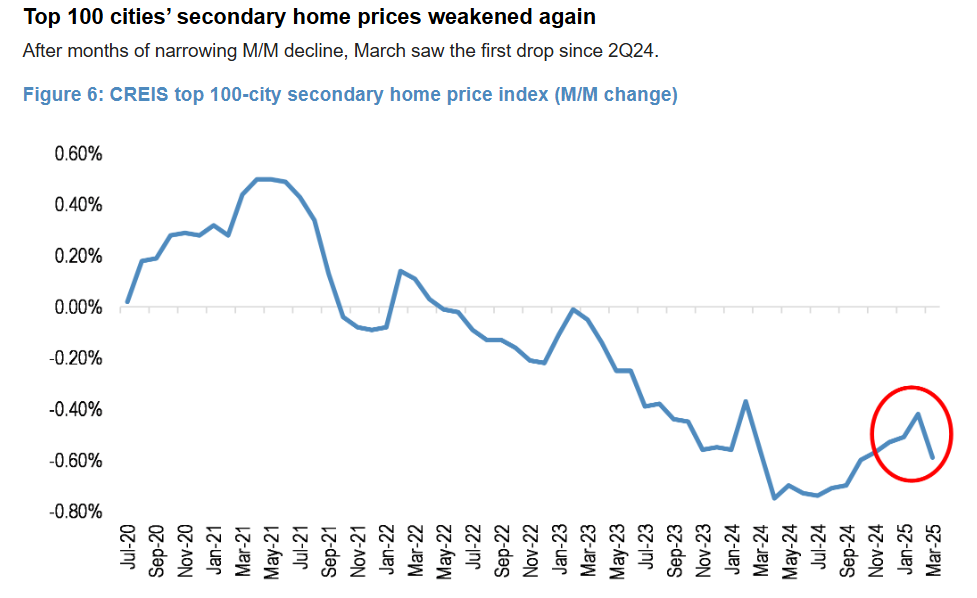 Top 100 cities’ secondary home prices weakened again
After months of narrowing M/M decline, March saw the first drop since 2Q24.
Figure 6: CREIS top 100-city secondary home price index (M/M change)
0.60%
0.40%
0.20%
0.00%
-0.20%
-0.40%
-0.60%
-0.80%
Jul-20
Sep-20
Nov-20
Jan-21
Mar-21
May-21
Jul-21
Sep-21
Nov-21
Jan-22
Mar-22
May-22
Jul-22
Sep-22
Nov-22
Jan-23
Mar-23
May-23
Jul-23
Sep-23
Nov-23
Jan-24
Mar-24
May-24
Jul-24
Sep-24
Nov-24
Jan-25
Mar-25